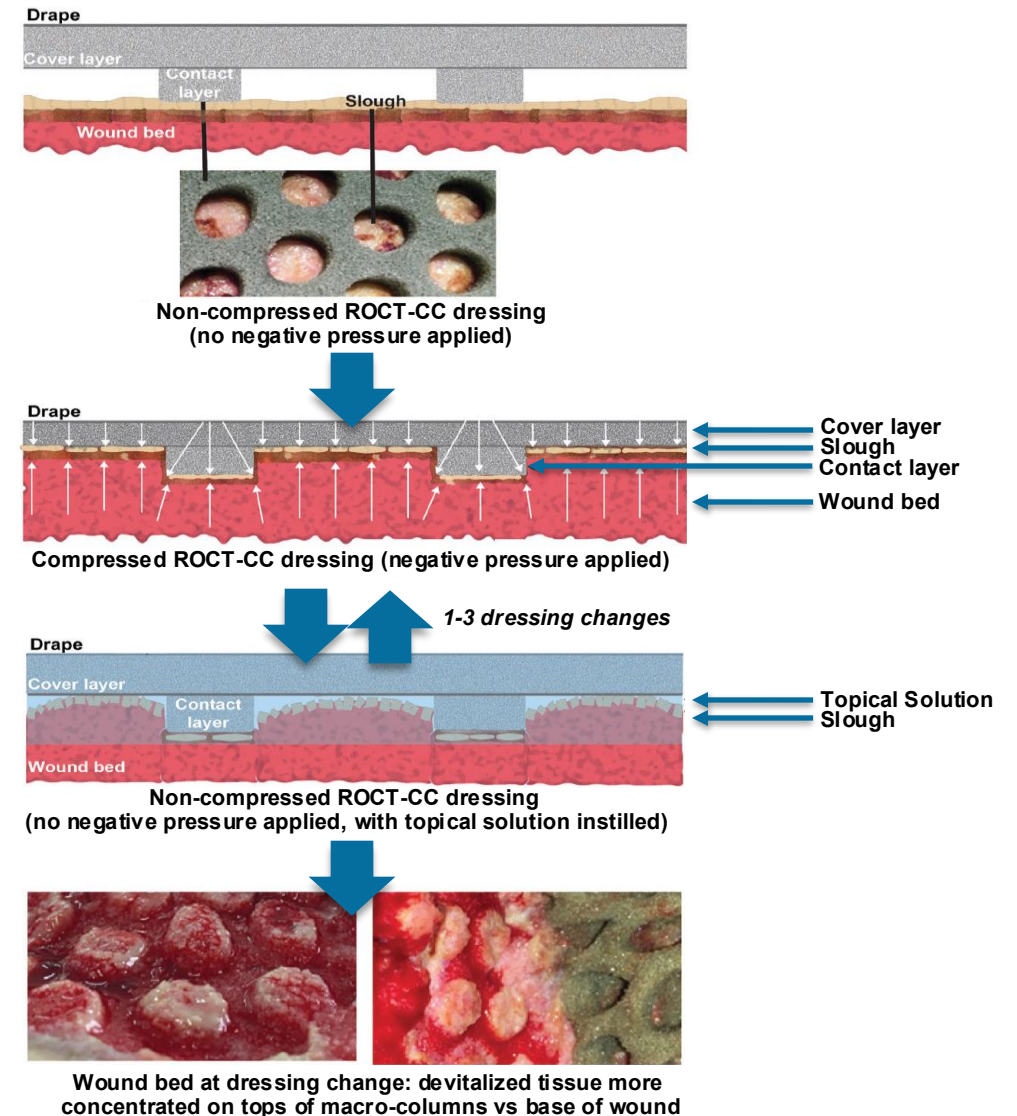 Drape
Cover layer
Contact
layer
Slough
Wound bed
Non-compressed ROCT-CC dressing
(no negative pressure applied)
Drape
Cover layer
Slough
Contact layer
Wound bed
Compressed ROCT-CC dressing (negative pressure applied)
1-3 dressing changes
Drape
Cover layer
Contact
layer
Topical Solution
Slough
Wound bed
Non-compressed ROCT-CC dressing
(no negative pressure applied, with topical solution instilled)
Wound bed at dressing change: devitalized tissue more
concentrated on tops of macro-columns vs base of wound